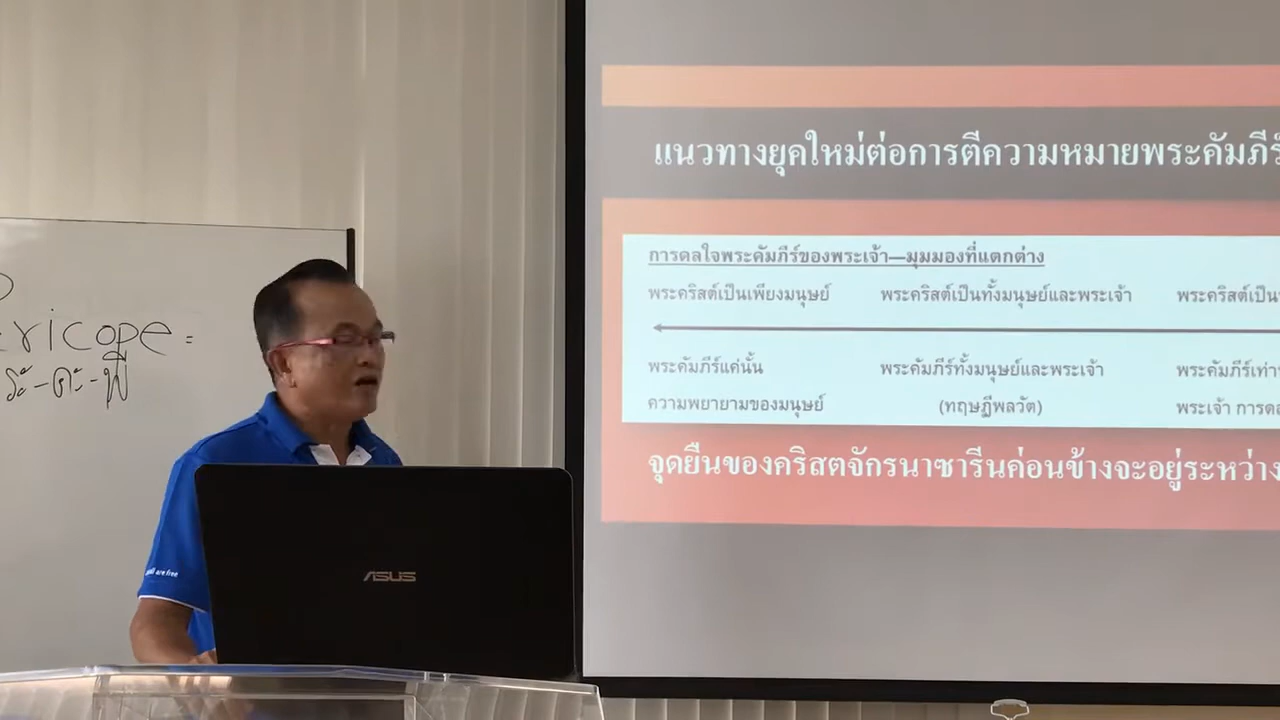 แนวทางยุคใหม่ต่อการตีความหมายพระคัมภีร์
การดลใจพระคัมภีร์ของพระเจ้า—มุมมองที่แตกต่าง
พระคริสต์เป็นเพียงมนุษย์ พระคริสต์เป็นทั้งมนุษย์และพระเจ้า พระคริสต์เป็น
พระคัมภีร์แค่นั้น พระคัมภีร์ทั้งมนุษย์และพระเจ้า พระคัมภีร์
ความพยายามของมนุษย์ (ทฤษฎีพลวัต) พระเจ้า การ
จุดยืนของคริสตจักรนาซารีนค่อนข้างจะอยู่ระหว่าง
ericope =
ระ-คะ-พี
are free
ASUS